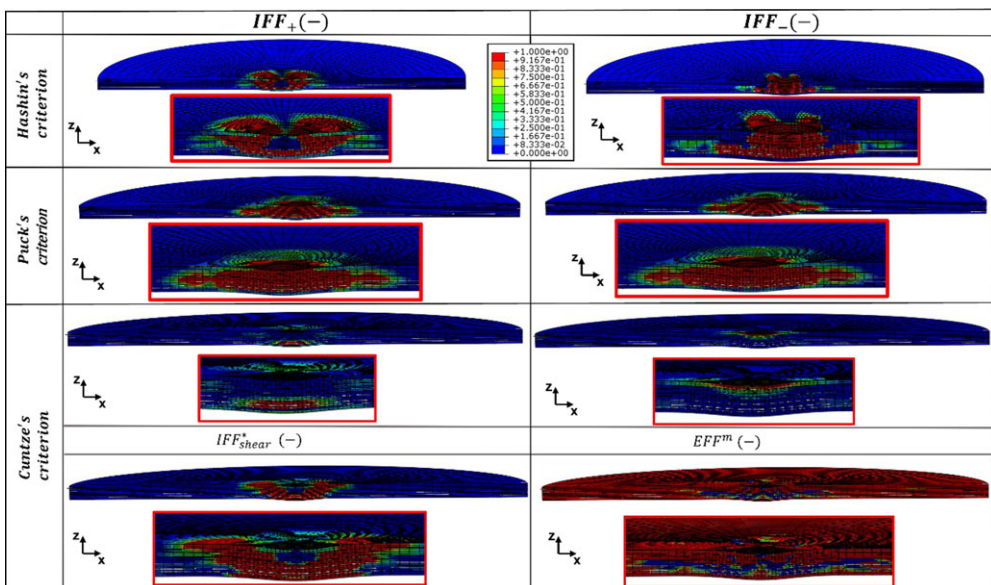 IFF₊(−)
IFF₋(−)
Hashin's
criterion
+1.000e+00
+9.167e-01
+8.333e-01
+7.500e-01
+6.667e-01
+5.833e-01
+5.000e-01
+4.167e-01
+3.333e-01
+2.500e-01
+1.667e-01
+8.333e-02
+0.000e+00
z
x
z
x
Puck's
criterion
z
x
z
x
Cuntze's
criterion
z
x
z
x
IFF*shear (−)
EFFᵐ (−)
z
x
z
x